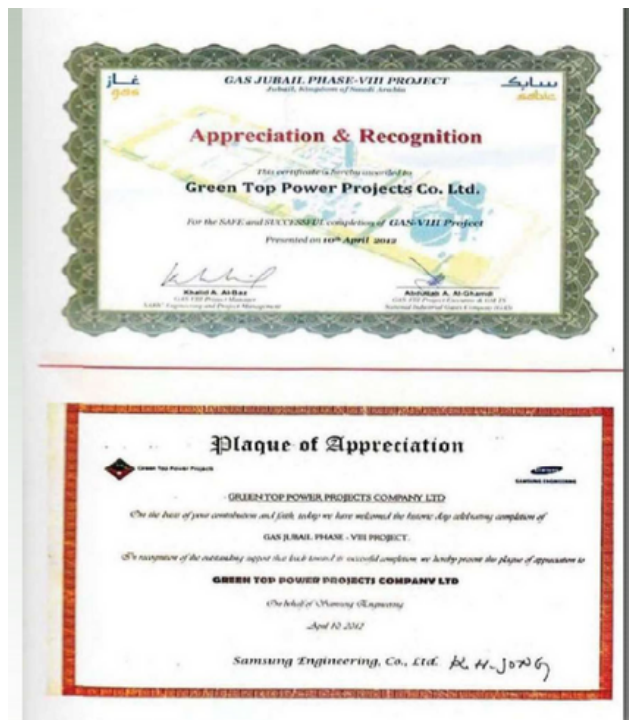 غاز
gas
GAS JUBAIL PHASE-VIII PROJECT
Jubail, Kingdom of Saudi Arabia
سابك
sabic
Appreciation & Recognition
This certificate is hereby awarded to
Green Top Power Projects Co. Ltd.
For the SAFE and SUCCESSFUL completion of GAS-VIII Project
Presented on 10th April 2012
Khalid A. Al-Baz
GAS-VIII Project Manager
SABIC Engineering and Project Management
Abdullah A. Al-Ghamdi
GAS-VIII Project Executive &
National Industrial Gases Company (GAS)
Plaque of Appreciation
Green Top Power Projects
SAMSUNG
SAMSUNG ENGINEERING
GREEN TOP POWER PROJECTS COMPANY LTD
On the basis of your contribution and faith, today we have welcomed the historic day celebrating completion of
GAS JUBAIL PHASE - VIII PROJECT.
In recognition of the outstanding support that leads toward its successful completion, we hereby present the plaque of appreciation to
GREEN TOP POWER PROJECTS COMPANY LTD
On behalf of Samsung Engineering
April 10, 2012
Samsung Engineering, Co., Ltd. K. H. JONG